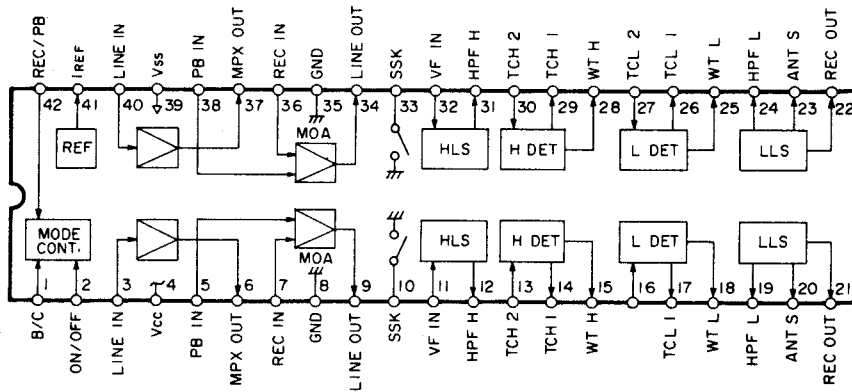 REC/PB
IREF
LINE IN
Vss
PB IN
MPX OUT
REC IN
GND
LINE OUT
SSK
VF IN
HPF H
TCH 2
TCH 1
WT H
TCL 2
TCL 1
WT L
HPF L
ANT S
REC OUT
42 41 40 39 38 37 36 35 34 33 32 31 30 29 28 27 26 25 24 23 22
REF
MOA
HLS
H DET
L DET
LLS
MODE CONT.
MOA
HLS
H DET
L DET
LLS
1 2 3 4 5 6 7 8 9 10 11 12 13 14 15 16 17 18 19 20 21
B/C
ON/OFF
LINE IN
Vcc
PB IN
MPX OUT
REC IN
GND
LINE OUT
SSK
VF IN
HPF H
TCH 2
TCH 1
WT H
TCL 1
WT L
HPF L
ANT S
REC OUT